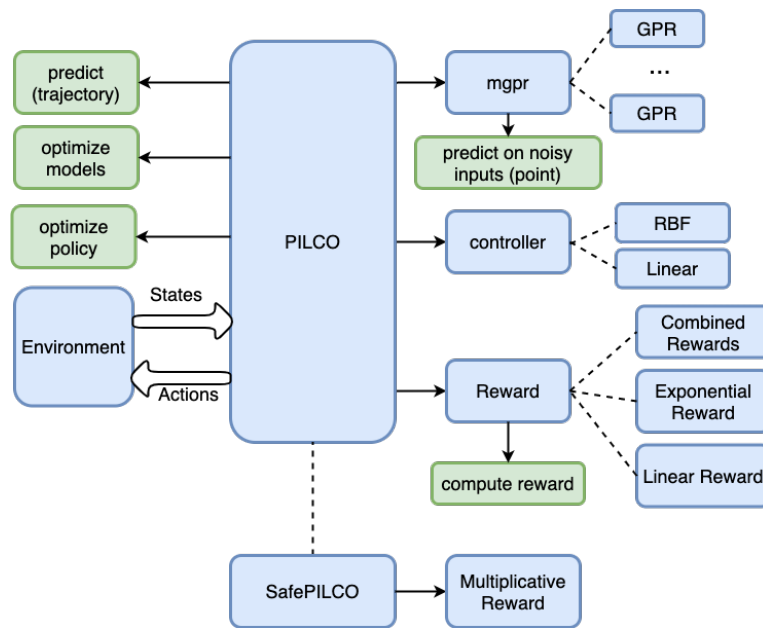 GPR
...
GPR
predict
(trajectory)
mgpr
optimize
models
predict on noisy
inputs (point)
optimize
policy
PILCO
controller
RBF
Linear
States
Environment
Actions
Combined
Rewards
Reward
Exponential
Reward
Linear Reward
compute reward
SafePILCO
Multiplicative
Reward